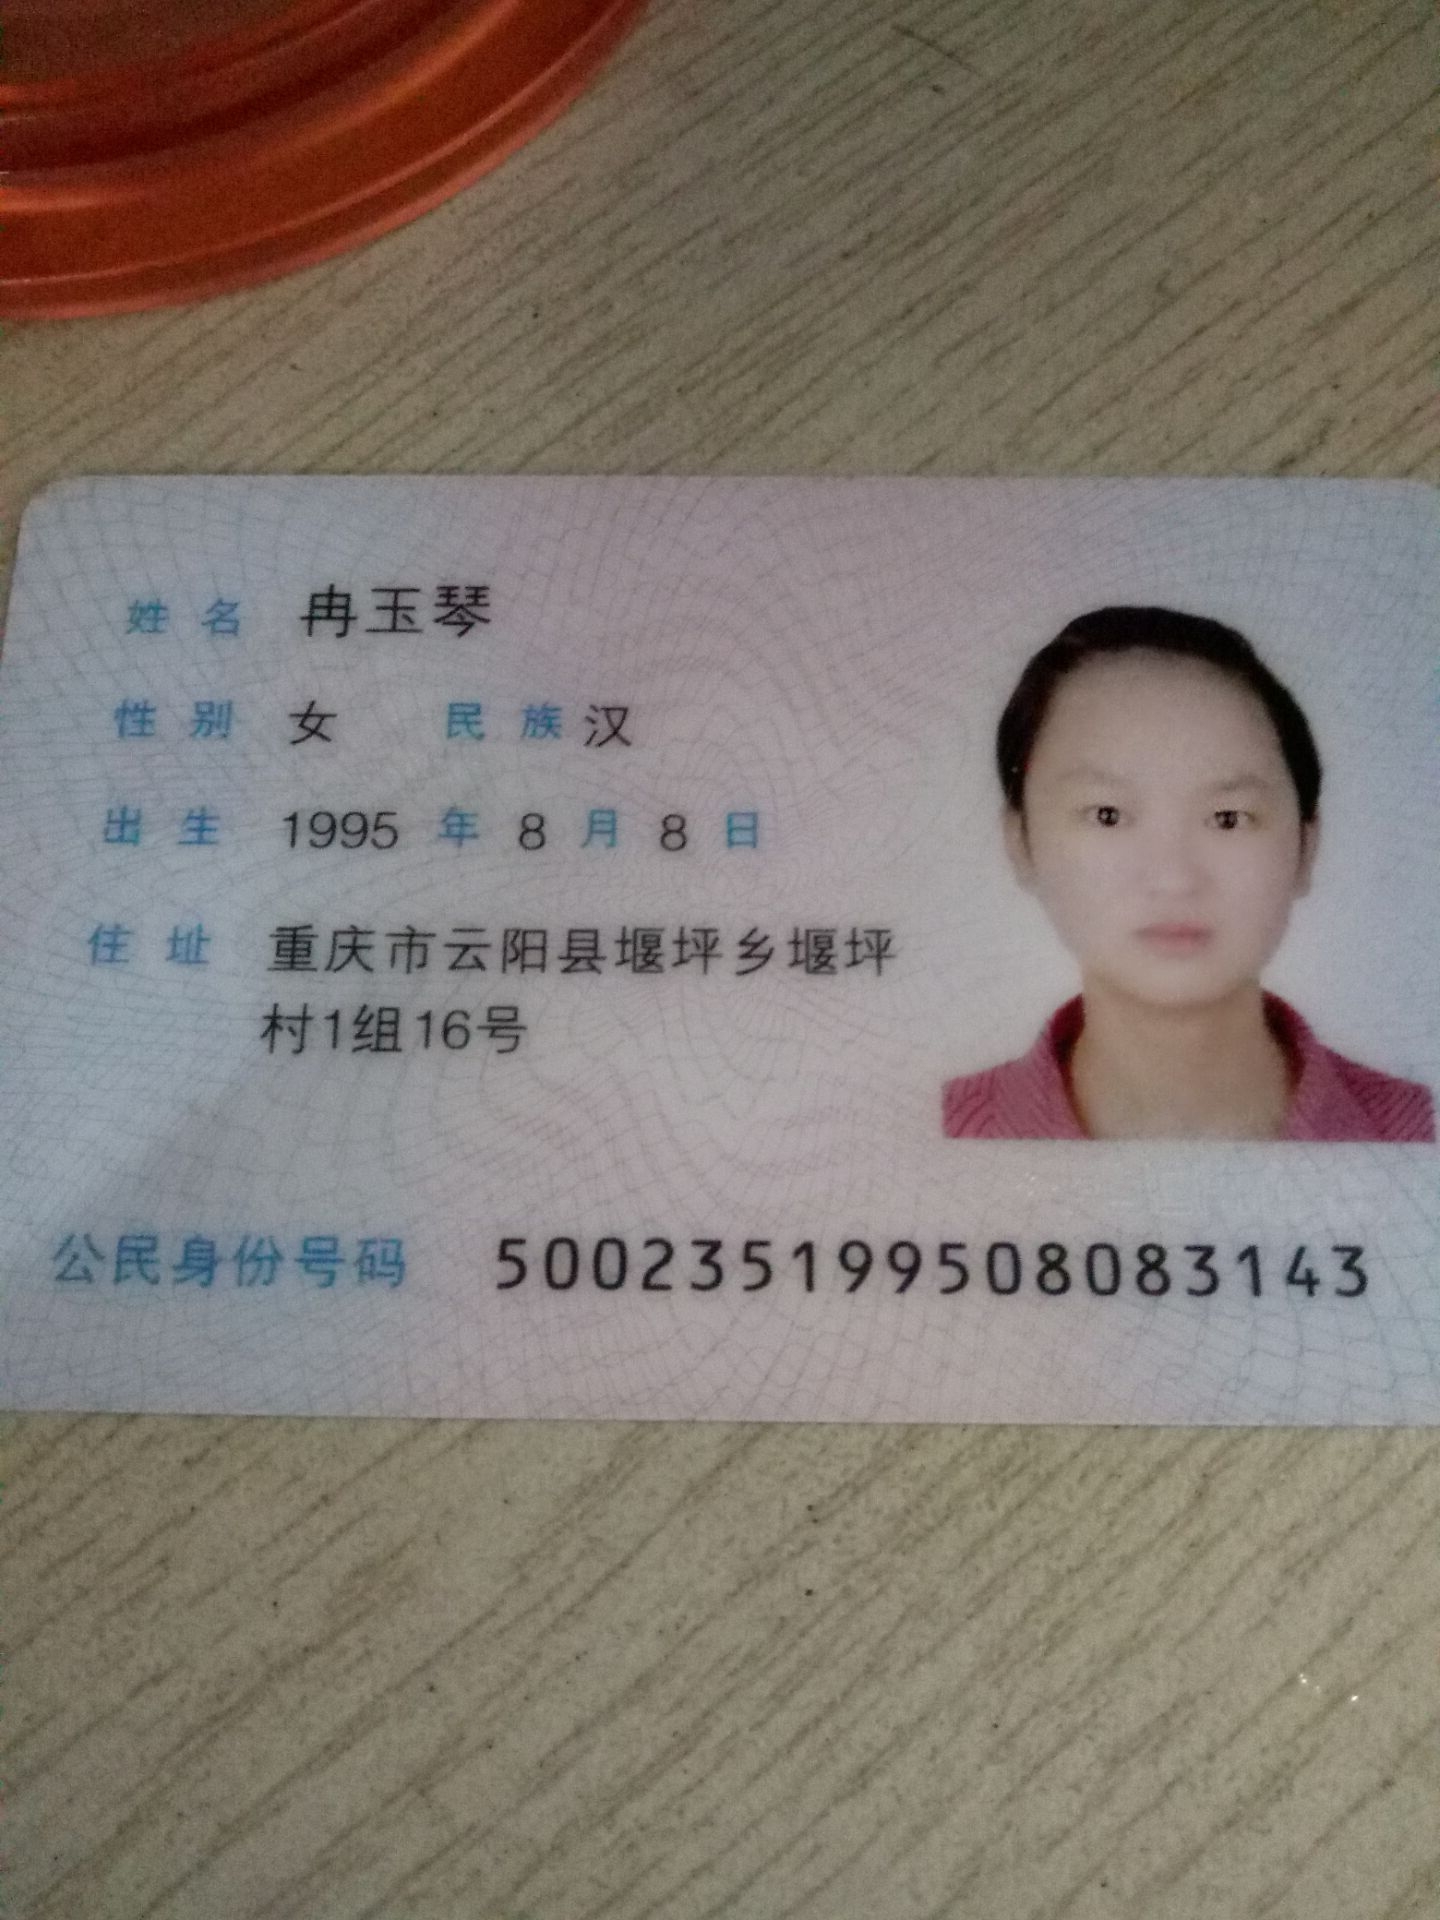 姓名 冉玉琴
性别 女 民族 汉
出生 1995 年 8 月 8 日
住址 重庆市云阳县堰坪乡堰坪
村1组16号
公民身份号码 500235199508083143